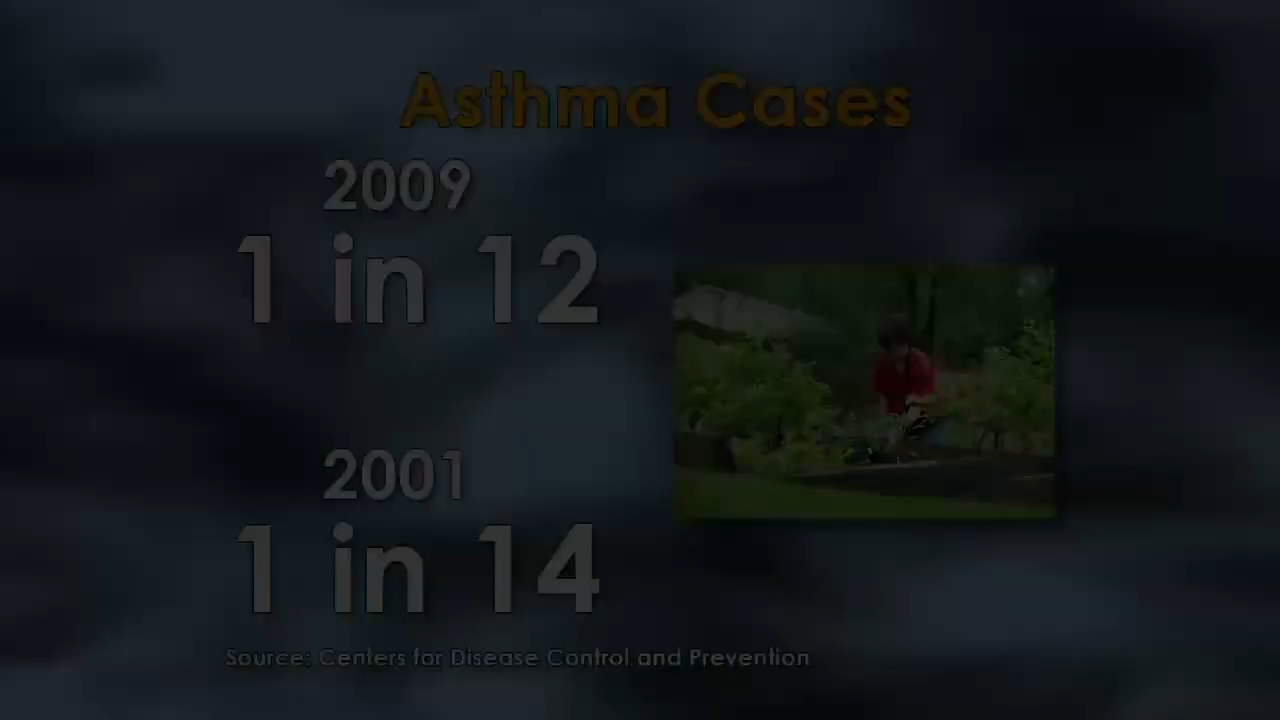 Asthma Cases
2009
1 in 12
2001
1 in 14
Source: Centers for Disease Control and Prevention